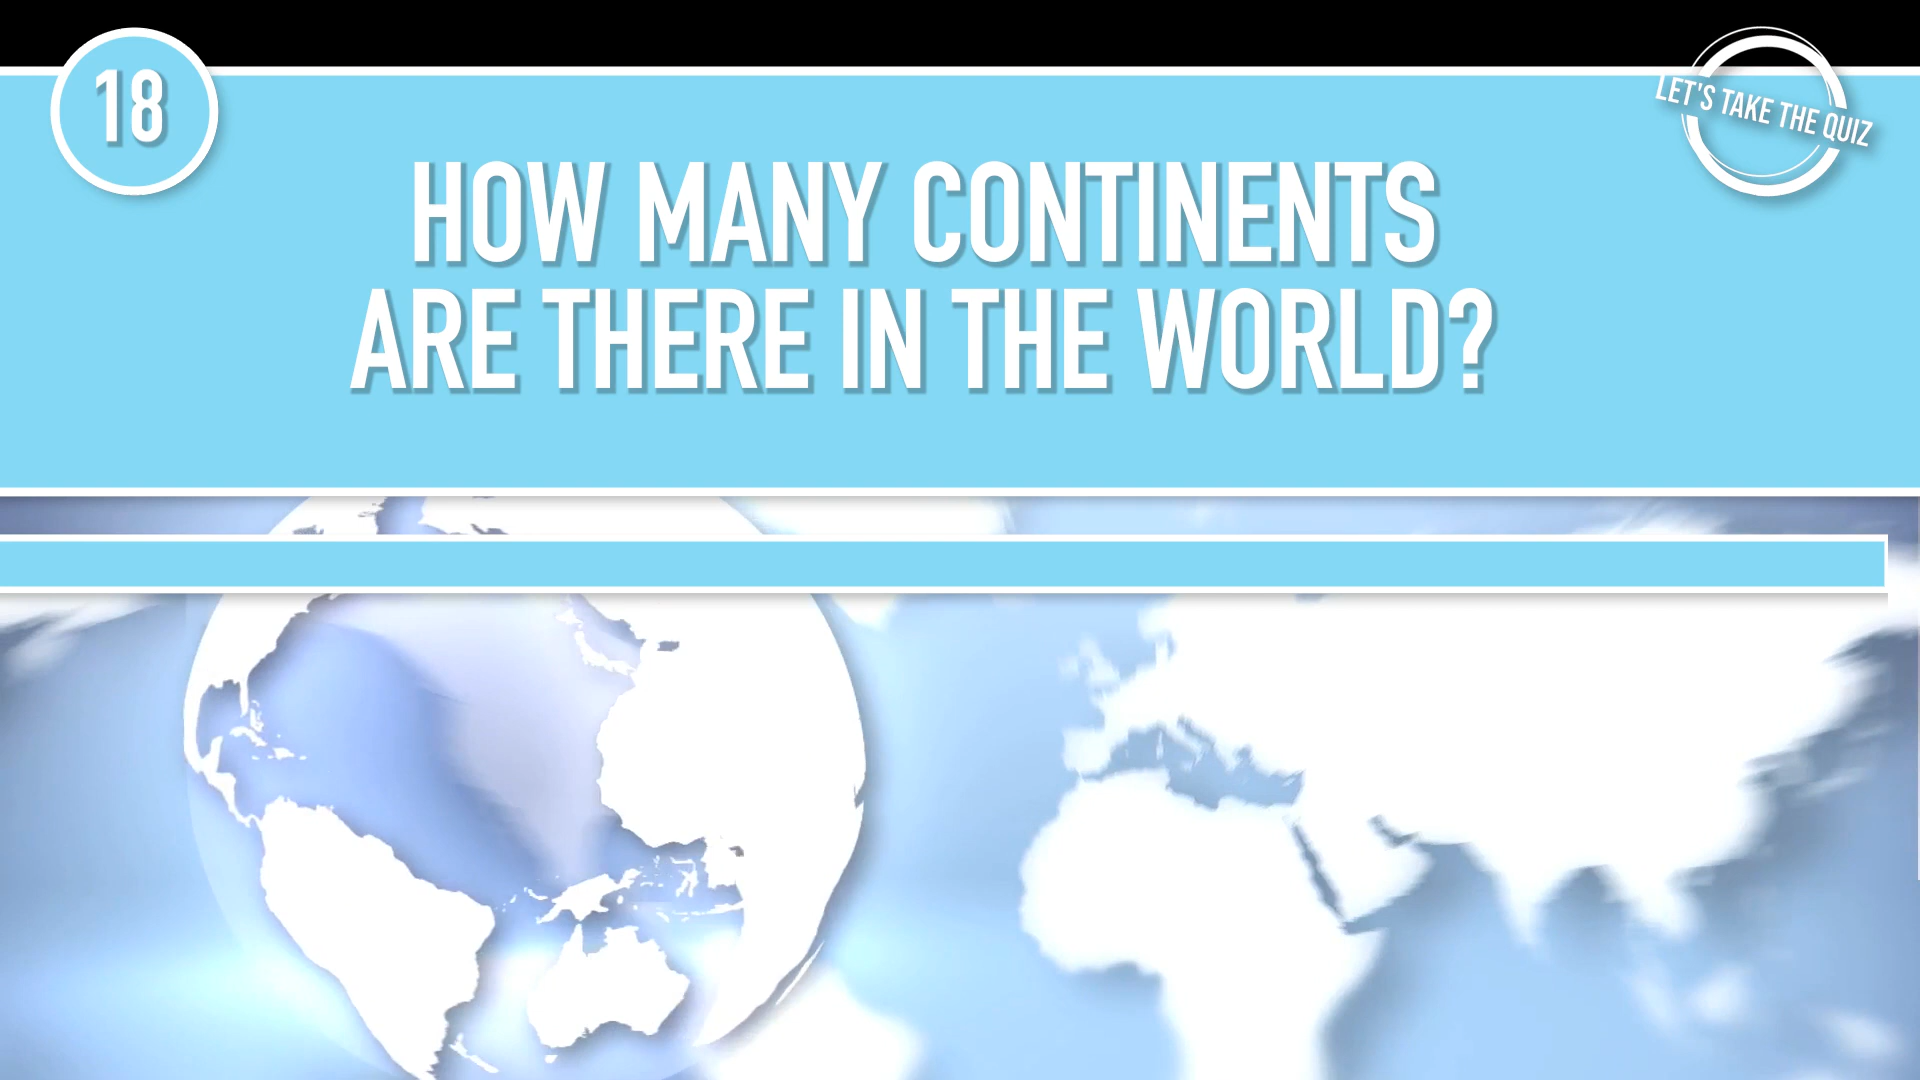 18
LET'S TAKE THE QUIZ
HOW MANY CONTINENTS
ARE THERE IN THE WORLD?